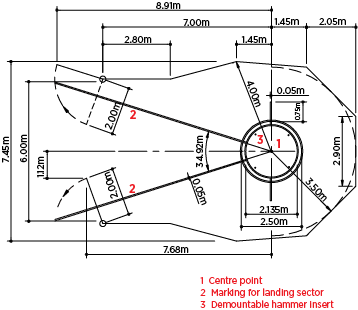 8.91m
7.00m
1.45m
2.05m
2.80m
1.45m
4.00m
0.05m
0.75m
2.00m
2
3
1
7.45m
6.00m
34.92m
2.90m
1.12m
2.00m
2
0.05m
3.50m
2.135m
2.50m
7.68m
1 Centre point
2 Marking for landing sector
3 Demountable hammer insert